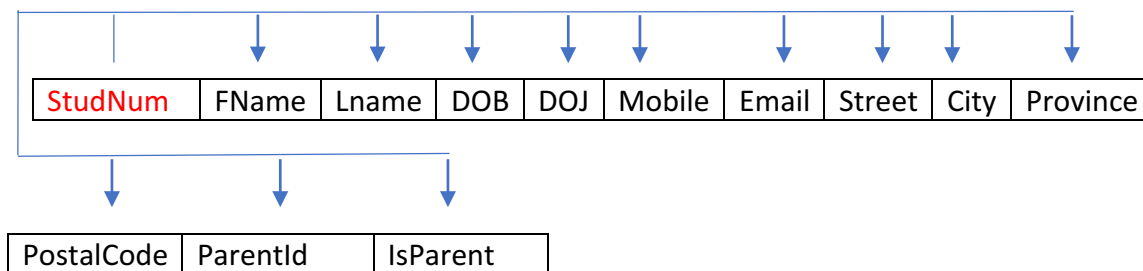 StudNum FName Lname DOB DOJ Mobile Email Street City Province
PostalCode ParentId IsParent